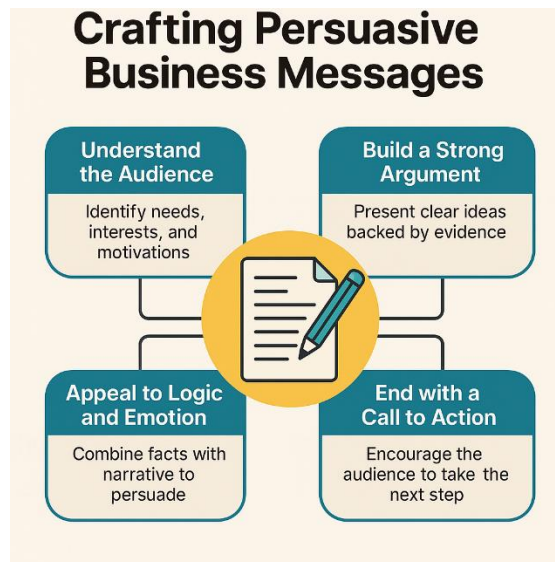 Crafting Persuasive
Business Messages
Understand
the Audience
Identify needs,
interests, and
motivations
Build a Strong
Argument
Present clear ideas
backed by evidence
Appeal to Logic
and Emotion
Combine facts with
narrative to
persuade
End with a
Call to Action
Encourage the
audience to take the
next step